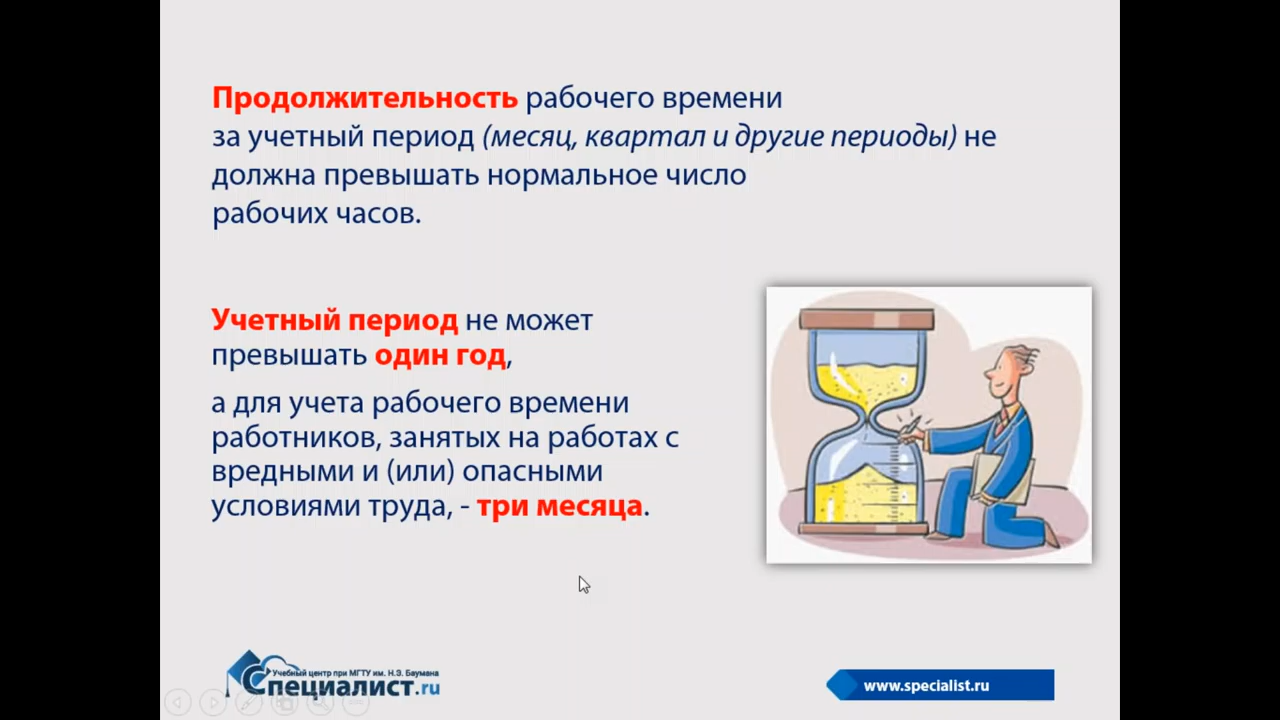 Продолжительность рабочего времени
за учетный период (месяц, квартал и другие периоды) не
должна превышать нормальное число
рабочих часов.
Учетный период не может
превышать один год,
а для учета рабочего времени
работников, занятых на работах с
вредными и (или) опасными
условиями труда, - три месяца.
Учебный центр при МГТУ им. Н.Э. Баумана
Специалист.ru
www.specialist.ru